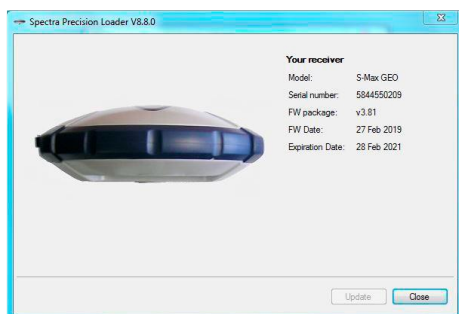 Spectra Precision Loader V8.8.0
Your receiver
Model: S-Max GEO
Serial number: 5844550209
FW package: v3.81
FW Date: 27 Feb 2019
Expiration Date: 28 Feb 2021
Update Close